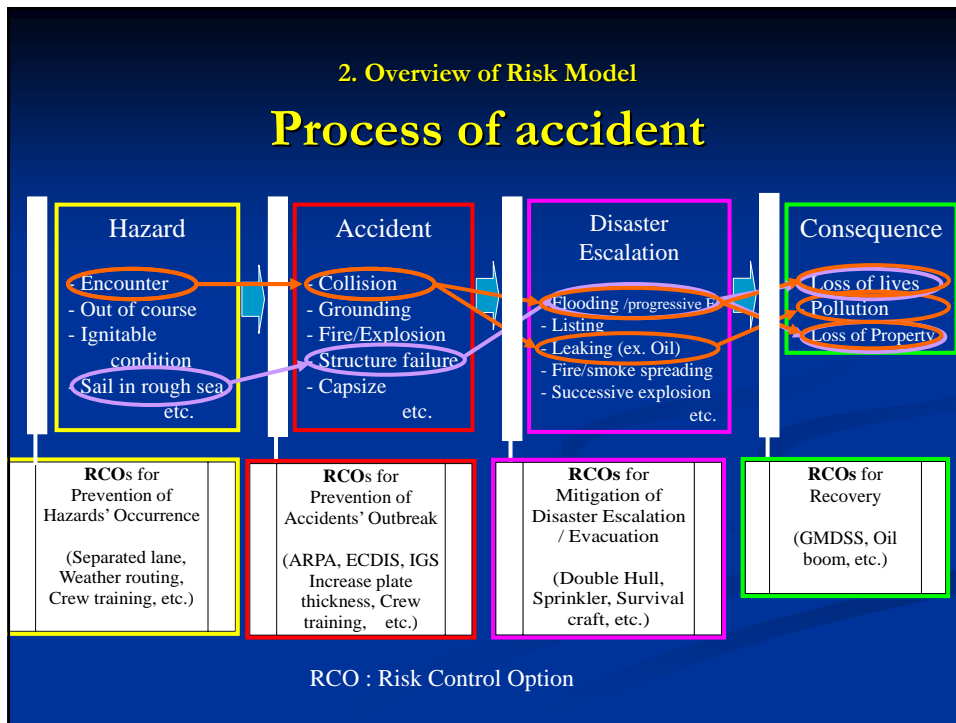 2. Overview of Risk Model
Process of accident
Hazard
- Encounter
- Out of course
- Ignitable
condition
- Sail in rough sea
etc.
Accident
- Collision
- Grounding
- Fire/Explosion
- Structure failure
- Capsize
etc.
Disaster
Escalation
- Flooding /progressive F
- Listing
- Leaking (ex. Oil)
- Fire/smoke spreading
- Successive explosion
etc.
Consequence
Loss of lives
Pollution
Loss of Property
RCOs for
Prevention of
Hazards' Occurrence
(Separated lane,
Weather routing,
Crew training, etc.)
RCOs for
Prevention of
Accidents' Outbreak
(ARPA, ECDIS, IGS
Increase plate
thickness, Crew
training, etc.)
RCOs for
Mitigation of
Disaster Escalation
/ Evacuation
(Double Hull,
Sprinkler, Survival
craft, etc.)
RCOs for
Recovery
(GMDSS, Oil
boom, etc.)
RCO : Risk Control Option